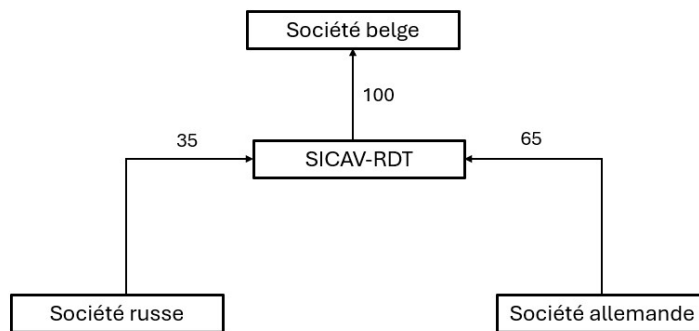 Société belge
100
35
SICAV-RDT
65
Société russe
Société allemande